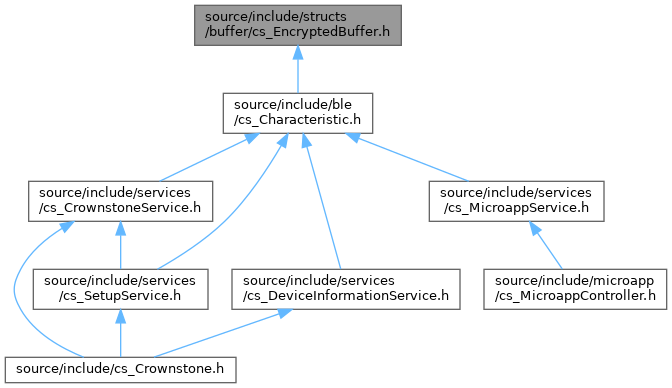 source/include/structs
/buffer/cs_EncryptedBuffer.h
source/include/ble
/cs_Characteristic.h
source/include/services
/cs_CrownstoneService.h
source/include/services
/cs_MicroappService.h
source/include/services
/cs_SetupService.h
source/include/services
/cs_DeviceInformationService.h
source/include/microapp
/cs_MicroappController.h
source/include/cs_Crownstone.h